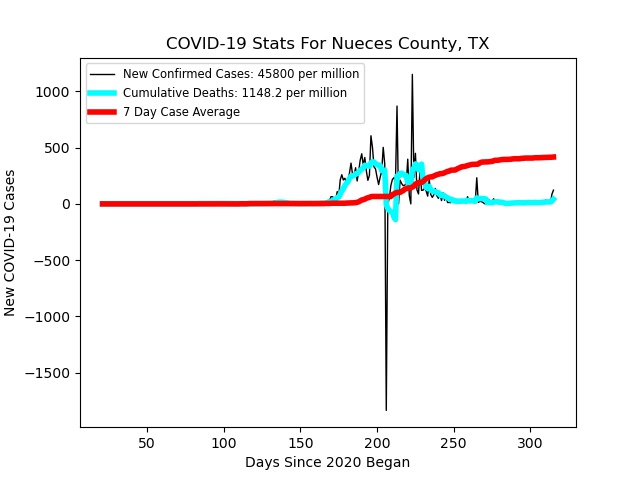 COVID-19 Stats For Nueces County, TX
New Confirmed Cases: 45800 per million
Cumulative Deaths: 1148.2 per million
7 Day Case Average
1000
500
0
−500
−1000
−1500
New COVID-19 Cases
50 100 150 200 250 300
Days Since 2020 Began